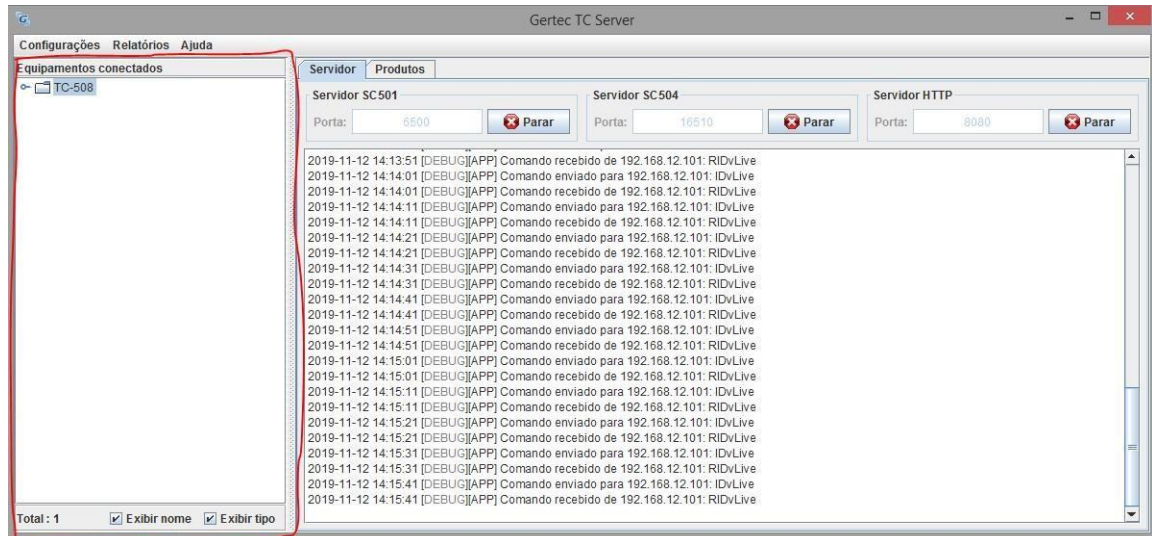 Gertec TC Server
Configurações Relatórios Ajuda
Equipamentos conectados
TC-508
Total : 1
Exibir nome
Exibir tipo
Servidor Produtos
Servidor SC501
Porta: 6500 Parar
Servidor SC504
Porta: 16510 Parar
Servidor HTTP
Porta: 8080 Parar
2019-11-12 14:13:51 [DEBUG][APP] Comando recebido de 192.168.12.101: RIDvLive
2019-11-12 14:14:01 [DEBUG][APP] Comando enviado para 192.168.12.101: IDvLive
2019-11-12 14:14:01 [DEBUG][APP] Comando recebido de 192.168.12.101: RIDvLive
2019-11-12 14:14:11 [DEBUG][APP] Comando enviado para 192.168.12.101: IDvLive
2019-11-12 14:14:11 [DEBUG][APP] Comando recebido de 192.168.12.101: RIDvLive
2019-11-12 14:14:21 [DEBUG][APP] Comando enviado para 192.168.12.101: IDvLive
2019-11-12 14:14:21 [DEBUG][APP] Comando recebido de 192.168.12.101: RIDvLive
2019-11-12 14:14:31 [DEBUG][APP] Comando enviado para 192.168.12.101: IDvLive
2019-11-12 14:14:31 [DEBUG][APP] Comando recebido de 192.168.12.101: RIDvLive
2019-11-12 14:14:41 [DEBUG][APP] Comando enviado para 192.168.12.101: IDvLive
2019-11-12 14:14:41 [DEBUG][APP] Comando recebido de 192.168.12.101: RIDvLive
2019-11-12 14:14:51 [DEBUG][APP] Comando enviado para 192.168.12.101: IDvLive
2019-11-12 14:14:51 [DEBUG][APP] Comando recebido de 192.168.12.101: RIDvLive
2019-11-12 14:15:01 [DEBUG][APP] Comando enviado para 192.168.12.101: IDvLive
2019-11-12 14:15:01 [DEBUG][APP] Comando recebido de 192.168.12.101: RIDvLive
2019-11-12 14:15:11 [DEBUG][APP] Comando enviado para 192.168.12.101: IDvLive
2019-11-12 14:15:11 [DEBUG][APP] Comando recebido de 192.168.12.101: RIDvLive
2019-11-12 14:15:21 [DEBUG][APP] Comando enviado para 192.168.12.101: IDvLive
2019-11-12 14:15:21 [DEBUG][APP] Comando recebido de 192.168.12.101: RIDvLive
2019-11-12 14:15:31 [DEBUG][APP] Comando enviado para 192.168.12.101: IDvLive
2019-11-12 14:15:31 [DEBUG][APP] Comando recebido de 192.168.12.101: RIDvLive
2019-11-12 14:15:41 [DEBUG][APP] Comando enviado para 192.168.12.101: IDvLive
2019-11-12 14:15:41 [DEBUG][APP] Comando recebido de 192.168.12.101: RIDvLive